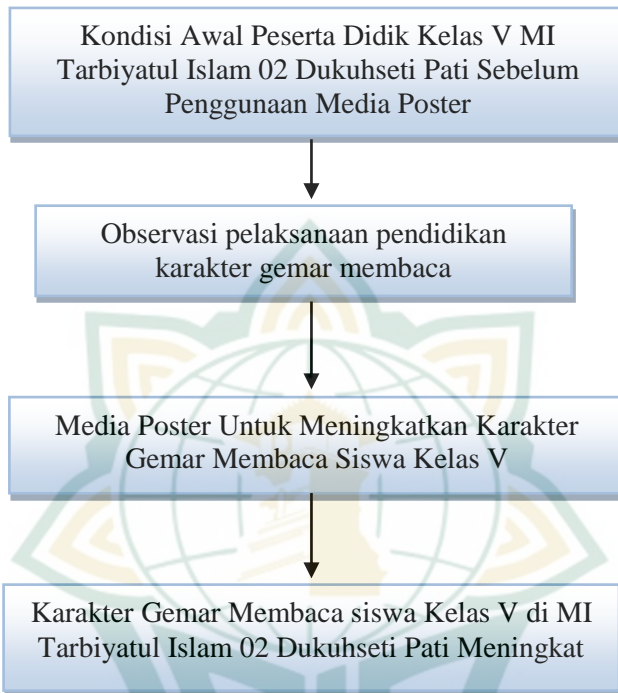 Kondisi Awal Peserta Didik Kelas V MI
Tarbiyatul Islam 02 Dukuhseti Pati Sebelum
Penggunaan Media Poster
Observasi pelaksanaan pendidikan
karakter gemar membaca
Media Poster Untuk Meningkatkan Karakter
Gemar Membaca Siswa Kelas V
Karakter Gemar Membaca siswa Kelas V di MI
Tarbiyatul Islam 02 Dukuhseti Pati Meningkat